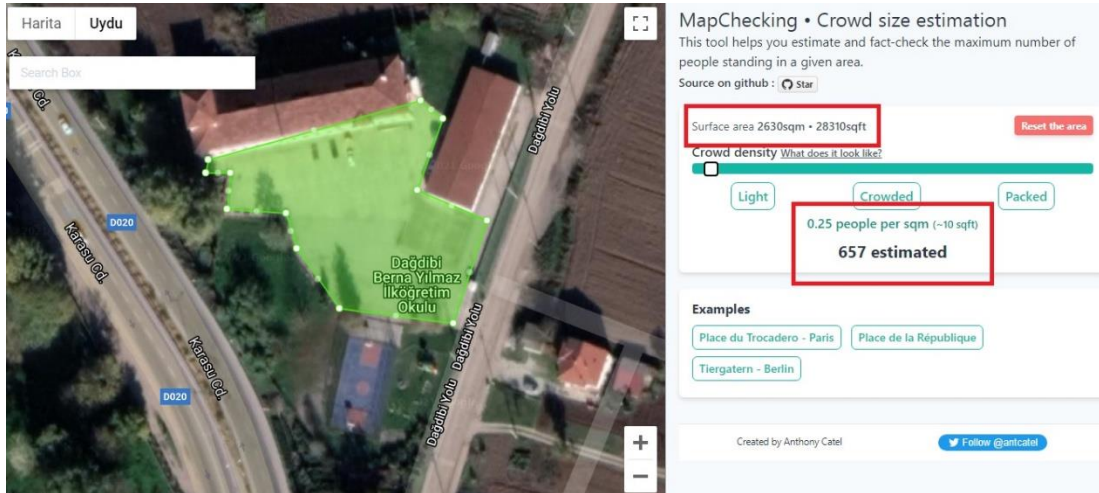 Harita Uydu
Search Box
D020
Karasu Cd.
Dağdibi Yolu
Dağdibi
Berna Yılmaz
İlköğretim
Okulu
Karasu Cd.
D020
Dağdibi Yolu
Dağdibi Yolu
+
−
MapChecking • Crowd size estimation
This tool helps you estimate and fact-check the maximum number of
people standing in a given area.
Source on github : Star
Surface area 2630sqm • 28310sqft
Reset the area
Crowd density What does it look like?
Light Crowded Packed
0.25 people per sqm (~10 sqft)
657 estimated
Examples
Place du Trocadero - Paris Place de la République
Tiergatern - Berlin
Created by Anthony Catel Follow @antcatel